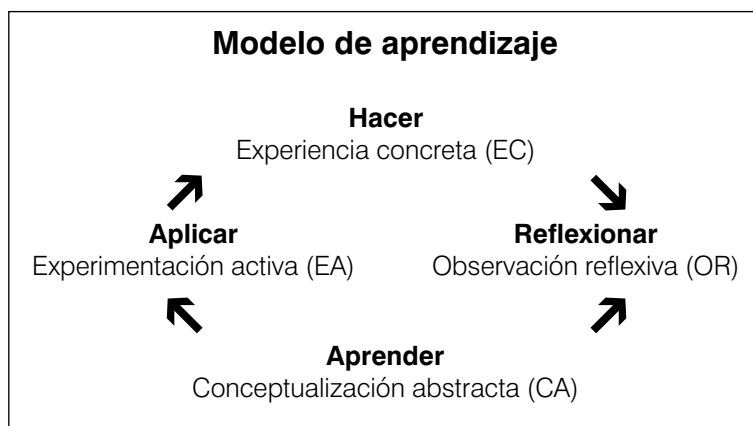 Modelo de aprendizaje
Hacer
Experiencia concreta (EC)
Aplicar
Experimentación activa (EA)
Reflexionar
Observación reflexiva (OR)
Aprender
Conceptualización abstracta (CA)